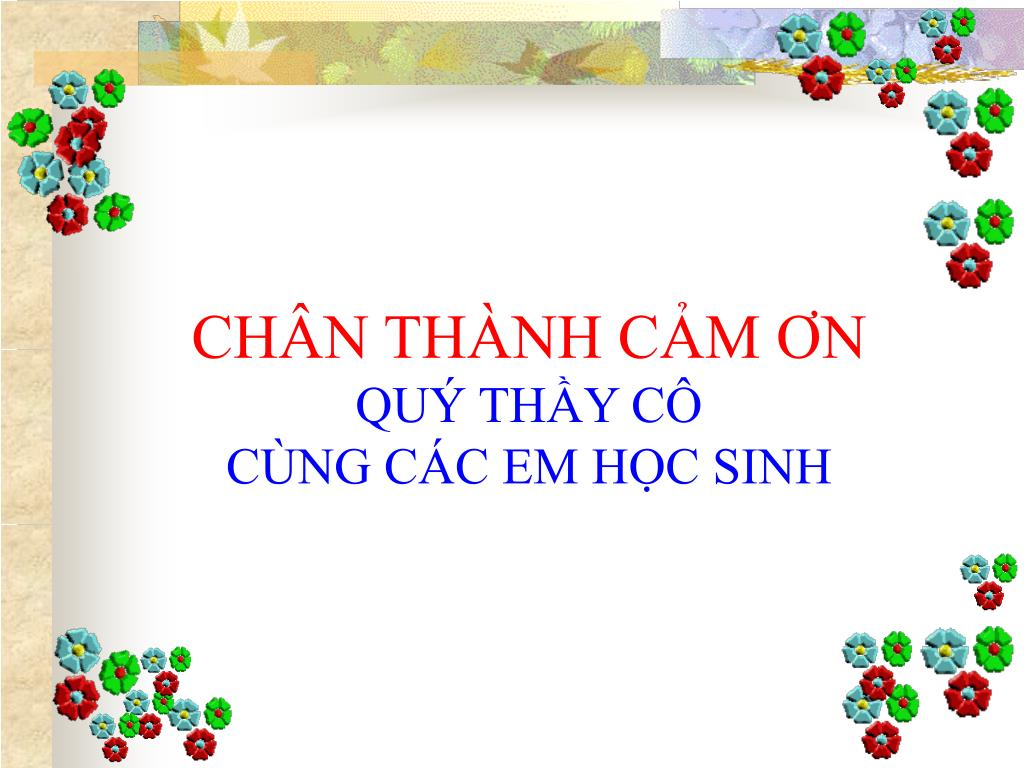 CHÂN THÀNH CẢM ƠN
QUÝ THẦY CÔ
CÙNG CÁC EM HỌC SINH